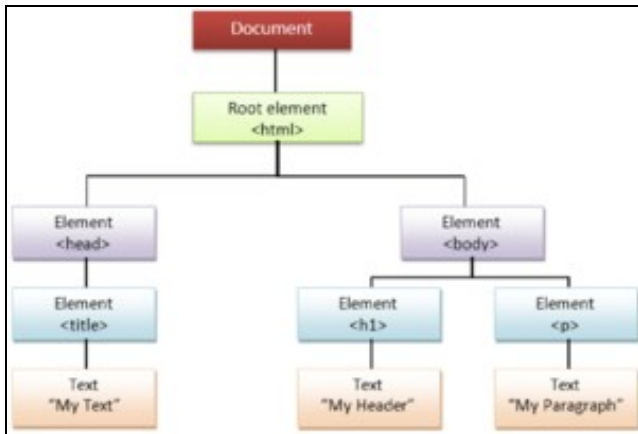 Document
Root element
<html>
Element
<head>
Element
<body>
Element
<title>
Element
<h1>
Element
<p>
Text
"My Text"
Text
"My Header"
Text
"My Paragraph"